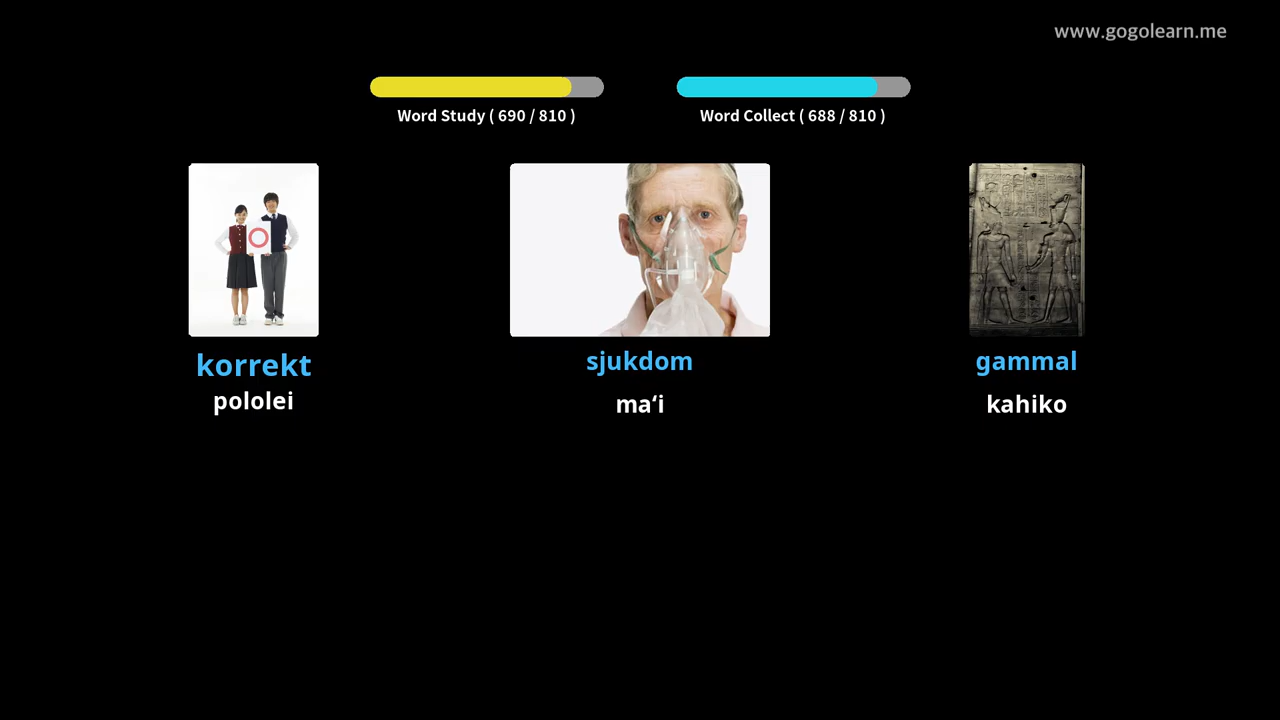 www.gogolearn.me
Word Study ( 690 / 810 )
Word Collect ( 688 / 810 )
korrekt
pololei
sjukdom
maʻi
gammal
kahiko